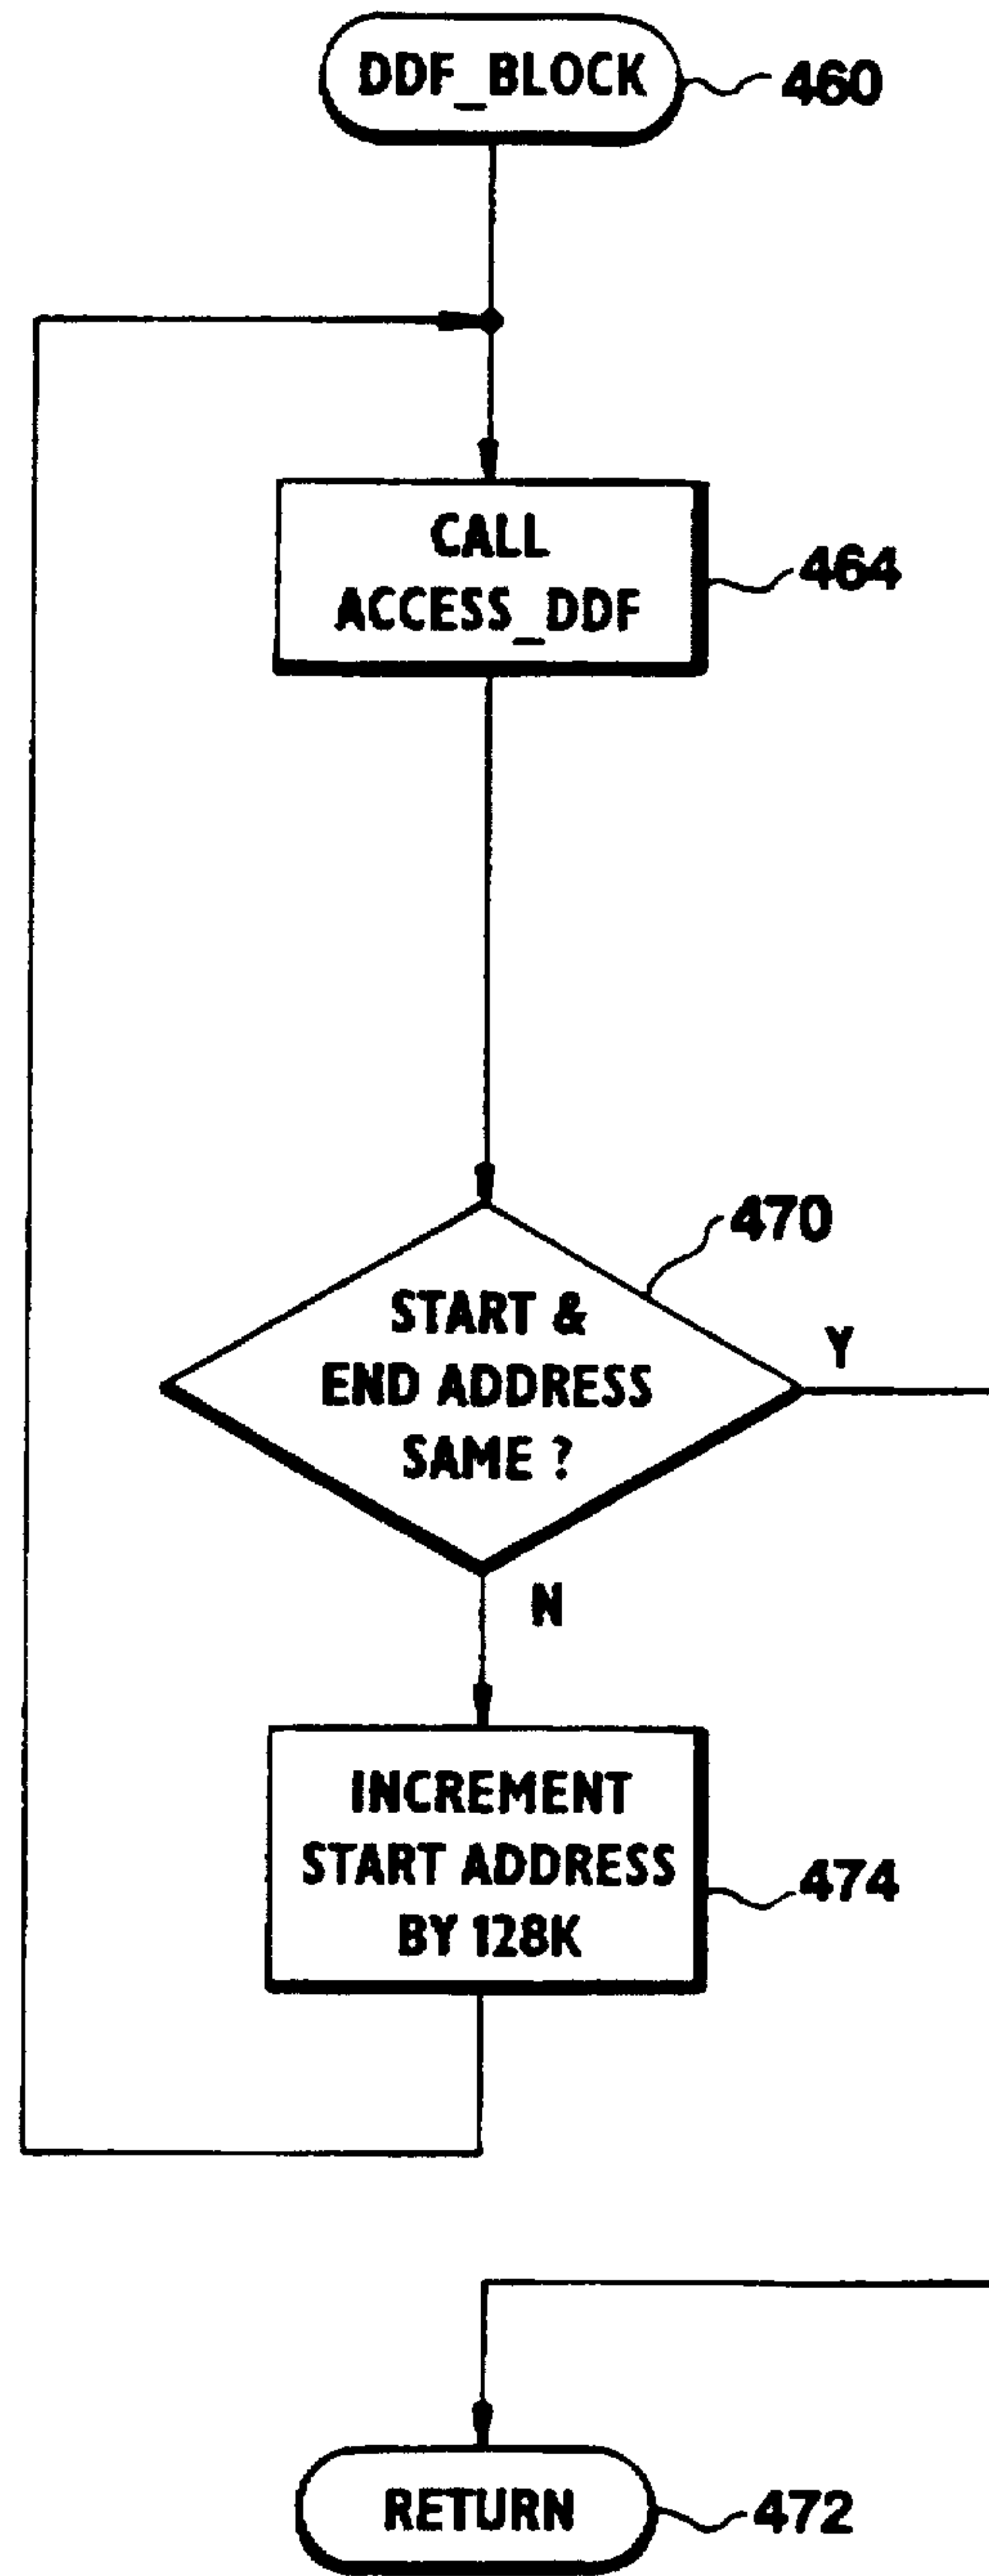 DDF_BLOCK
460
CALL
ACCESS_DDF
464
470
START &
END ADDRESS
SAME ?
Y
N
INCREMENT
START ADDRESS
BY 128K
474
RETURN
472